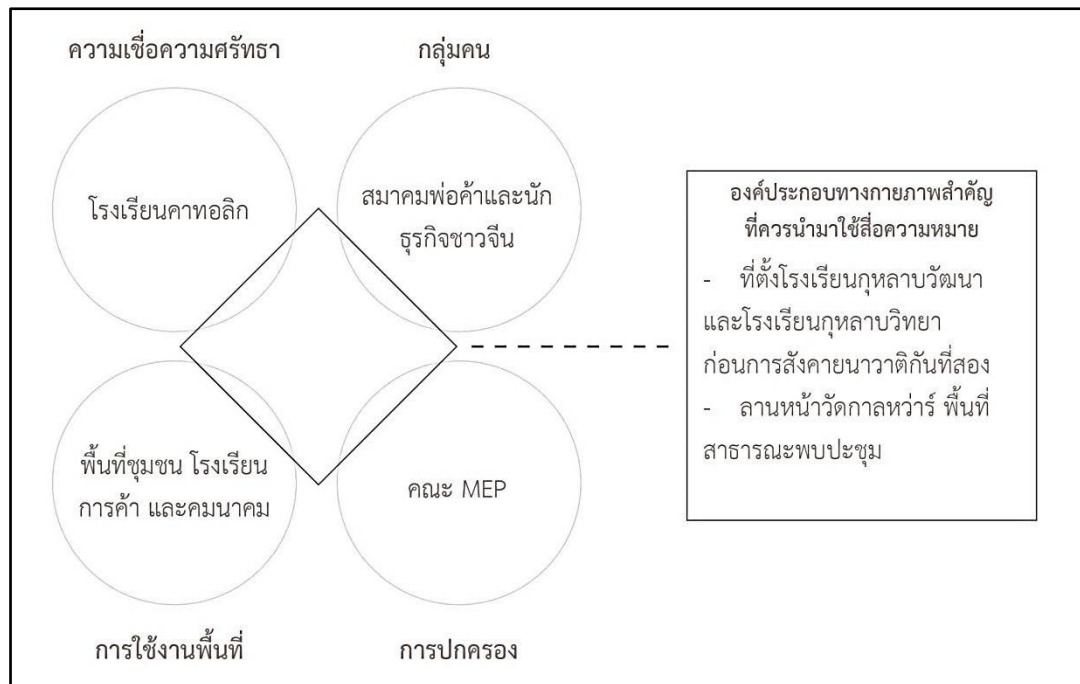 ความเชื่อความศรัทธา
กลุ่มคน
โรงเรียนคาทอลิก
สมาคมพ่อค้าและนัก
ธุรกิจชาวจีน
พื้นที่ชุมชน โรงเรียน
การค้า และคมนาคม
คณะ MEP
การใช้งานพื้นที่
การปกครอง
องค์ประกอบทางกายภาพสำคัญ
ที่ควรนำมาใช้สื่อความหมาย
- ที่ตั้งโรงเรียนกุหลาบวัฒนา
และโรงเรียนกุหลาบวิทยา
ก่อนการสังคายนาวาติกันที่สอง
- ลานหน้าวัดกาลหว่าร์ พื้นที่
สาธารณะพบปะชุม